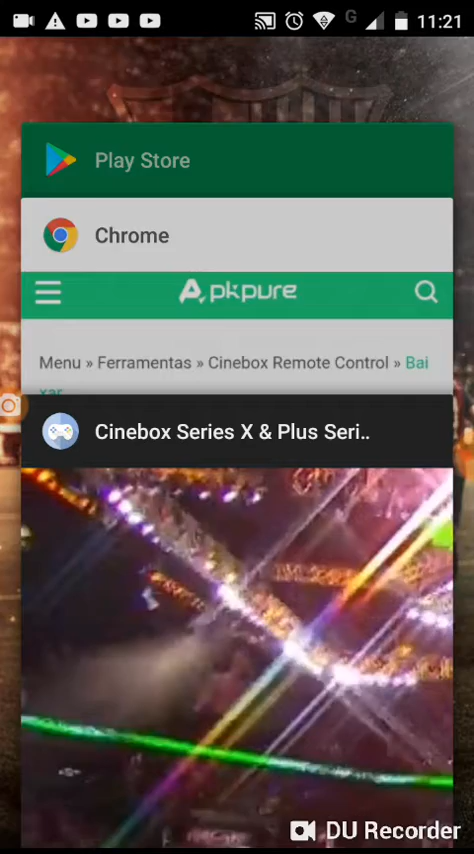 G 11:21
Play Store
Chrome
Apkpure
Menu » Ferramentas » Cinebox Remote Control » Bai
xar
Cinebox Series X & Plus Seri..
DU Recorder